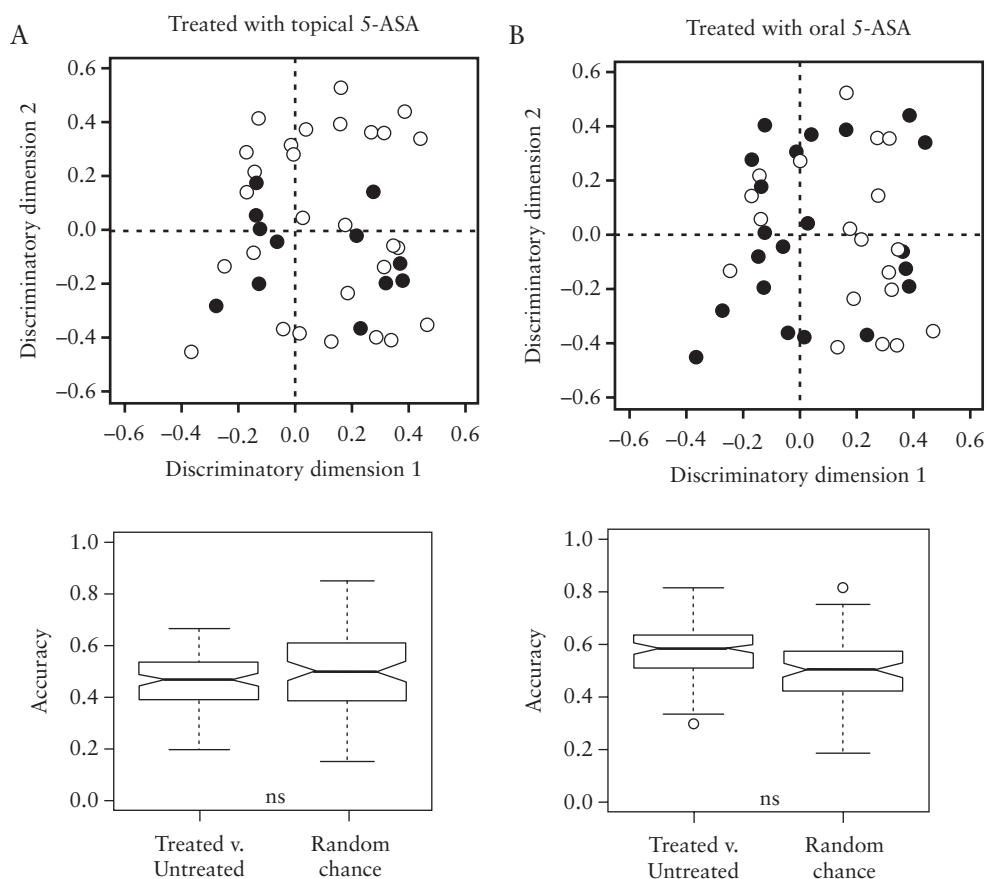 A
Treated with topical 5-ASA
Discriminatory dimension 2
0.6
0.4
0.2
0.0
−0.2
−0.4
−0.6
−0.6 −0.4 −0.2 0.0 0.2 0.4 0.6
Discriminatory dimension 1
B
Treated with oral 5-ASA
Discriminatory dimension 2
0.6
0.4
0.2
0.0
−0.2
−0.4
−0.6
−0.6 −0.4 −0.2 0.0 0.2 0.4 0.6
Discriminatory dimension 1
Accuracy
1.0
0.8
0.6
0.4
0.2
0.0
ns
Treated v.
Untreated
Random
chance
Accuracy
1.0
0.8
0.6
0.4
0.2
0.0
ns
Treated v.
Untreated
Random
chance